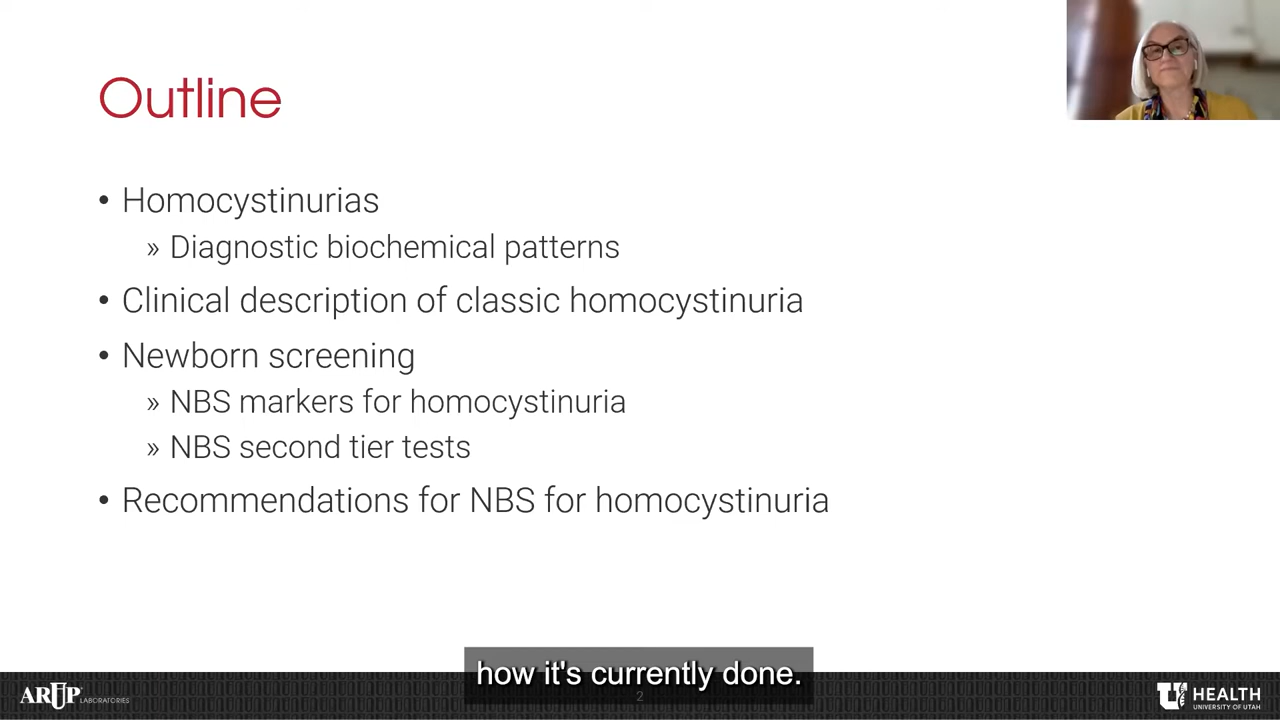 Outline
• Homocystinurias
» Diagnostic biochemical patterns
• Clinical description of classic homocystinuria
• Newborn screening
» NBS markers for homocystinuria
» NBS second tier tests
• Recommendations for NBS for homocystinuria
how it's currently done.
ARUP LABORATORIES
2
U HEALTH
UNIVERSITY OF UTAH